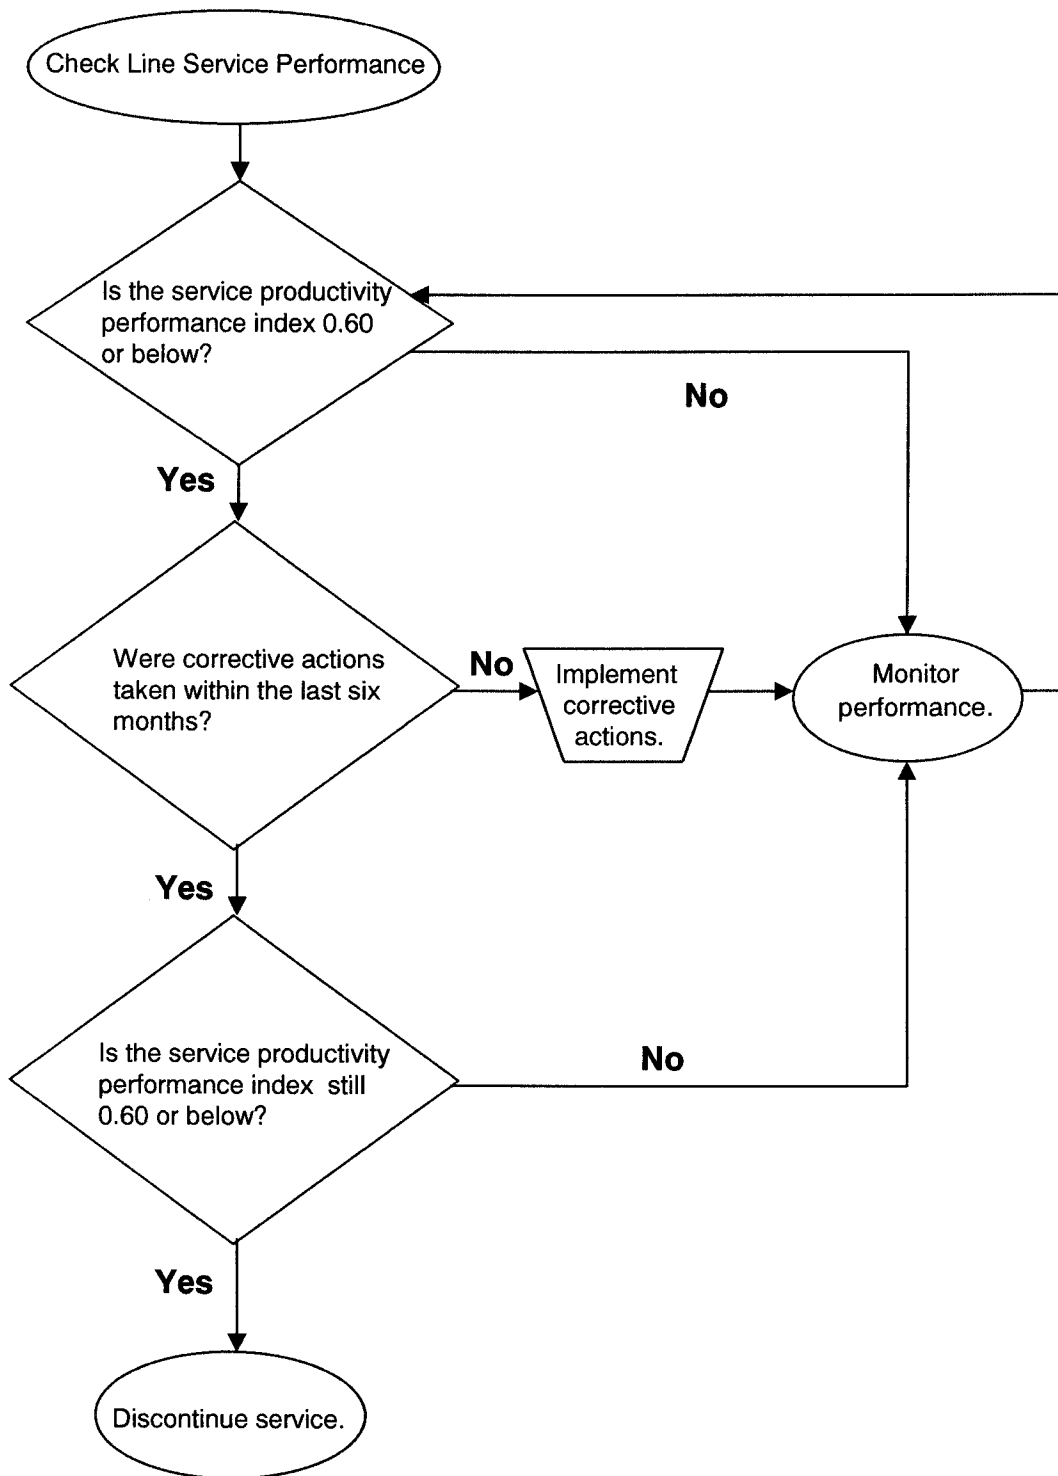 Check Line Service Performance
Is the service productivity
performance index 0.60
or below?
No
Yes
Were corrective actions
taken within the last six
months?
No
Implement
corrective
actions.
Monitor
performance.
Yes
Is the service productivity
performance index still
0.60 or below?
No
Yes
Discontinue service.